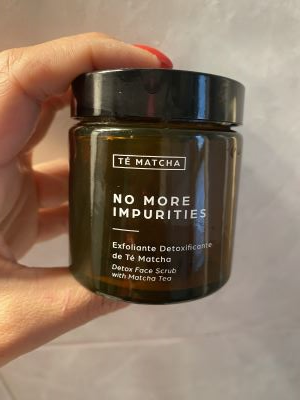 TÉ MATCHA
NO MORE
IMPURITIES
Exfoliante Detoxificante
de Té Matcha
Detox Face Scrub
with Matcha Tea